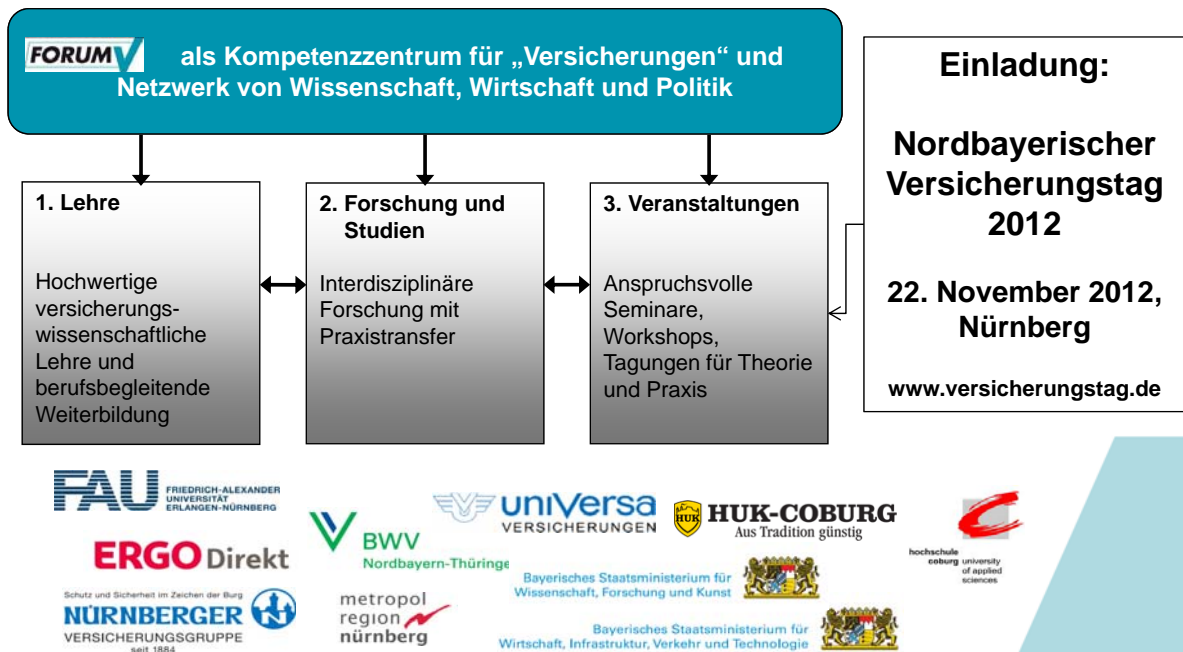 FORUMV als Kompetenzzentrum für „Versicherungen“ und
Netzwerk von Wissenschaft, Wirtschaft und Politik
1. Lehre
Hochwertige
versicherungs-
wissenschaftliche
Lehre und
berufsbegleitende
Weiterbildung
2. Forschung und
Studien
Interdisziplinäre
Forschung mit
Praxistransfer
3. Veranstaltungen
Anspruchsvolle
Seminare,
Workshops,
Tagungen für Theorie
und Praxis
Einladung:
Nordbayerischer
Versicherungstag
2012
22. November 2012,
Nürnberg
www.versicherungstag.de
FAU
FRIEDRICH-ALEXANDER
UNIVERSITÄT
ERLANGEN-NÜRNBERG
uniVersa
VERSICHERUNGEN
HUK
HUK-COBURG
Aus Tradition günstig
hochschule
coburg university
of applied
sciences
ERGO Direkt
BWV
Nordbayern-Thüringe
Bayerisches Staatsministerium für
Wissenschaft, Forschung und Kunst
Schutz und Sicherheit im Zeichen der Burg
NÜRNBERGER
VERSICHERUNGSGRUPPE
seit 1884
metropol
region
nürnberg
Bayerisches Staatsministerium für
Wirtschaft, Infrastruktur, Verkehr und Technologie